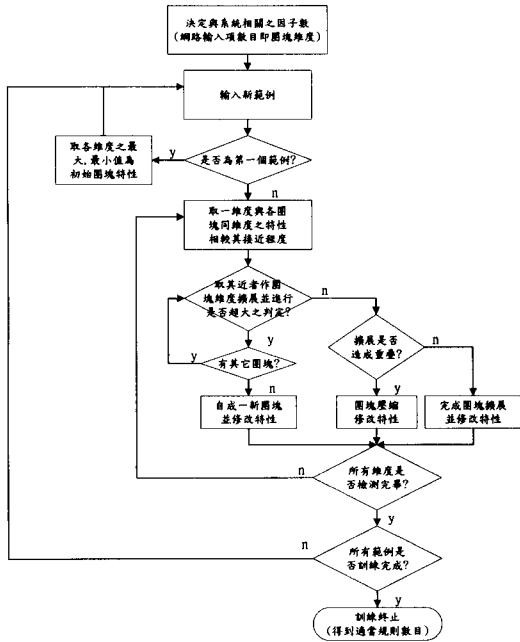 決定與系統相關之因子數
(網路輸入項數目即團塊維度)
輸入新範例
取各維度之最
大,最小值為
初始團塊特性
y
是否為第一個範例?
n
取一維度與各團
塊同維度之特性
相較其接近程度
取其近者作團
塊維度擴展並進行
是否超大之判定?
n
y
擴展是否
造成重疊?
n
y
有其它團塊?
n
y
自成一新團塊
並修改特性
團塊壓縮
修改特性
完成團塊擴展
並修改特性
n
所有維度是
否檢測完畢?
y
n
所有範例是
否訓練完成?
y
訓練終止
(得到適當規則數目)